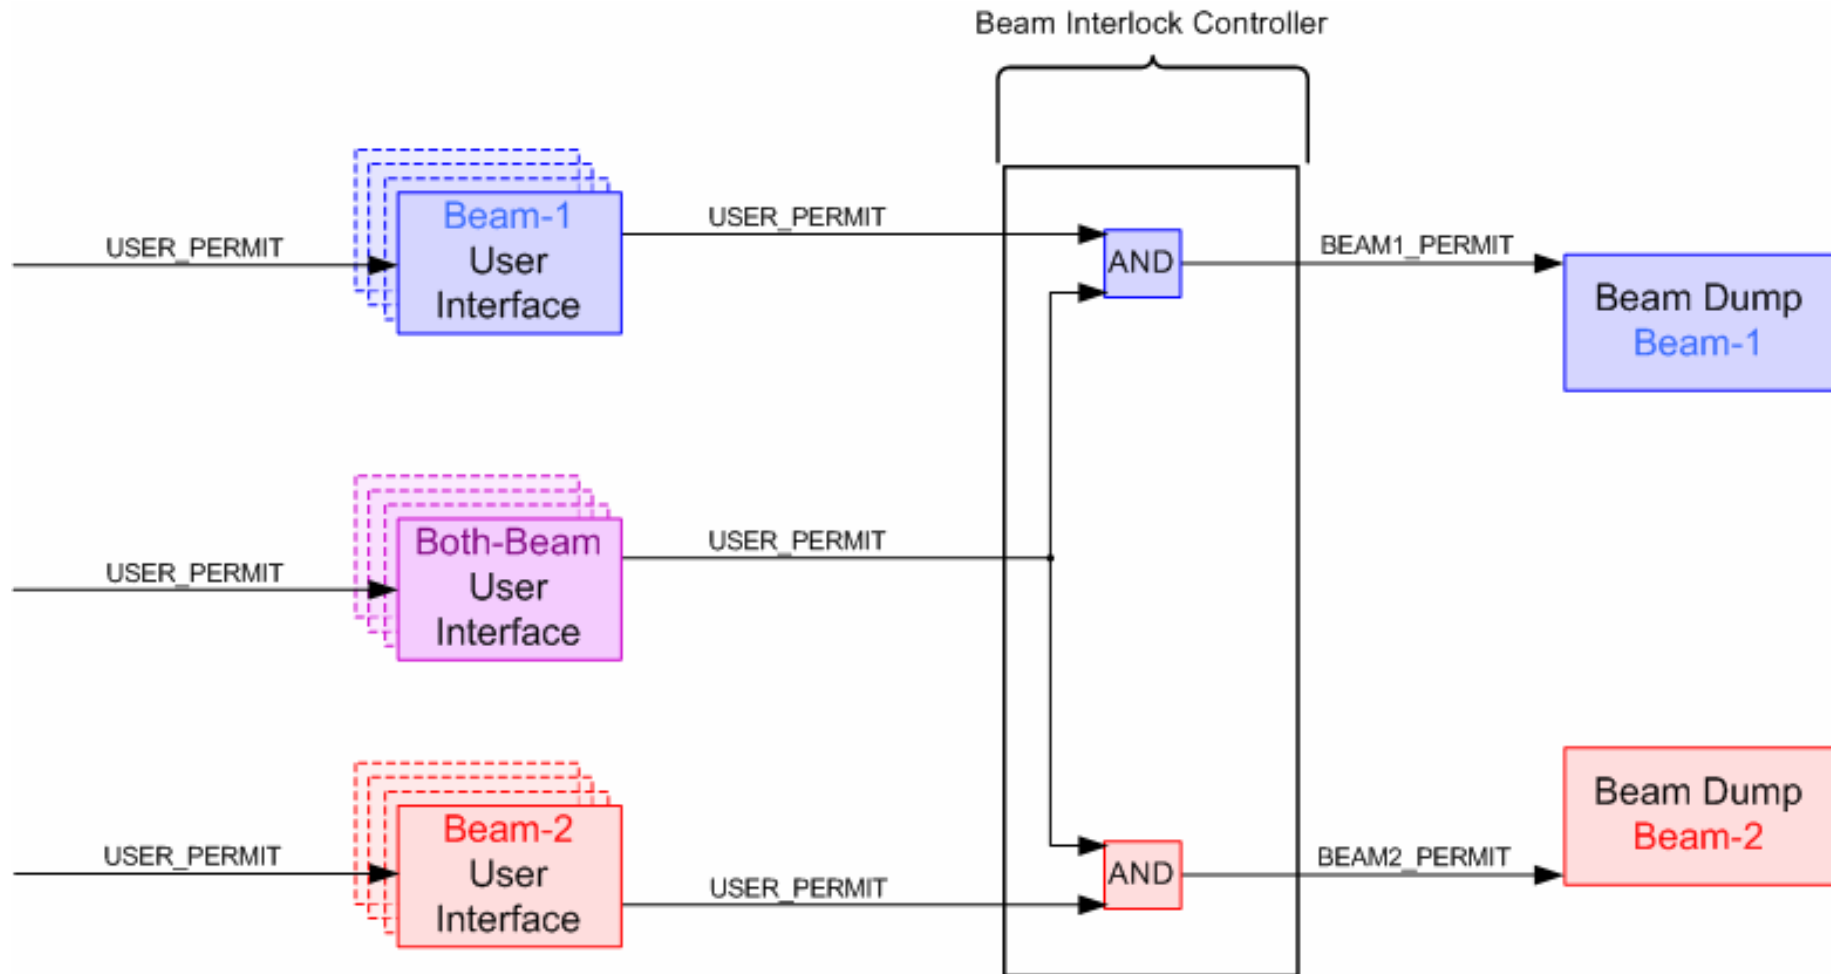 Beam Interlock Controller
USER_PERMIT
Beam-1
User
Interface
USER_PERMIT
AND
BEAM1_PERMIT
Beam Dump
Beam-1
USER_PERMIT
Both-Beam
User
Interface
USER_PERMIT
USER_PERMIT
Beam-2
User
Interface
USER_PERMIT
AND
BEAM2_PERMIT
Beam Dump
Beam-2